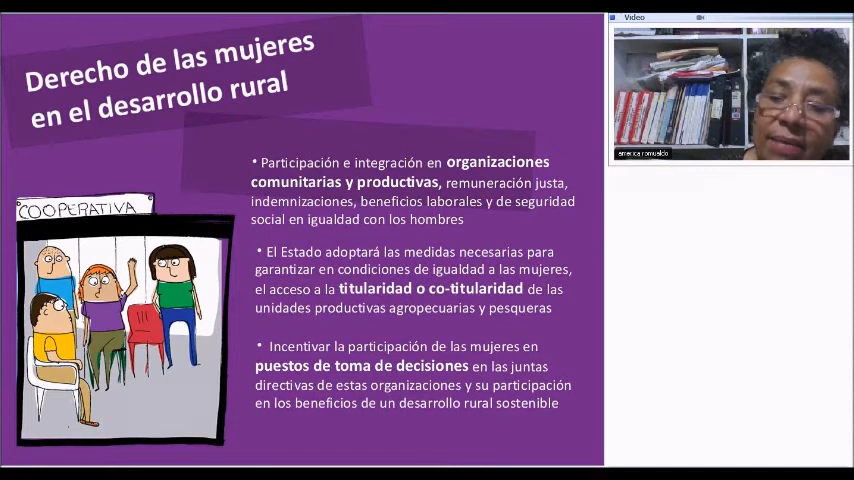 Derecho de las mujeres
en el desarrollo rural
• Participación e integración en organizaciones
comunitarias y productivas, remuneración justa,
indemnizaciones, beneficios laborales y de seguridad
social en igualdad con los hombres
• El Estado adoptará las medidas necesarias para
garantizar en condiciones de igualdad a las mujeres,
el acceso a la titularidad o co-titularidad de las
unidades productivas agropecuarias y pesqueras
• Incentivar la participación de las mujeres en
puestos de toma de decisiones en las juntas
directivas de estas organizaciones y su participación
en los beneficios de un desarrollo rural sostenible
COOPERATIVA
Video
america romualdo